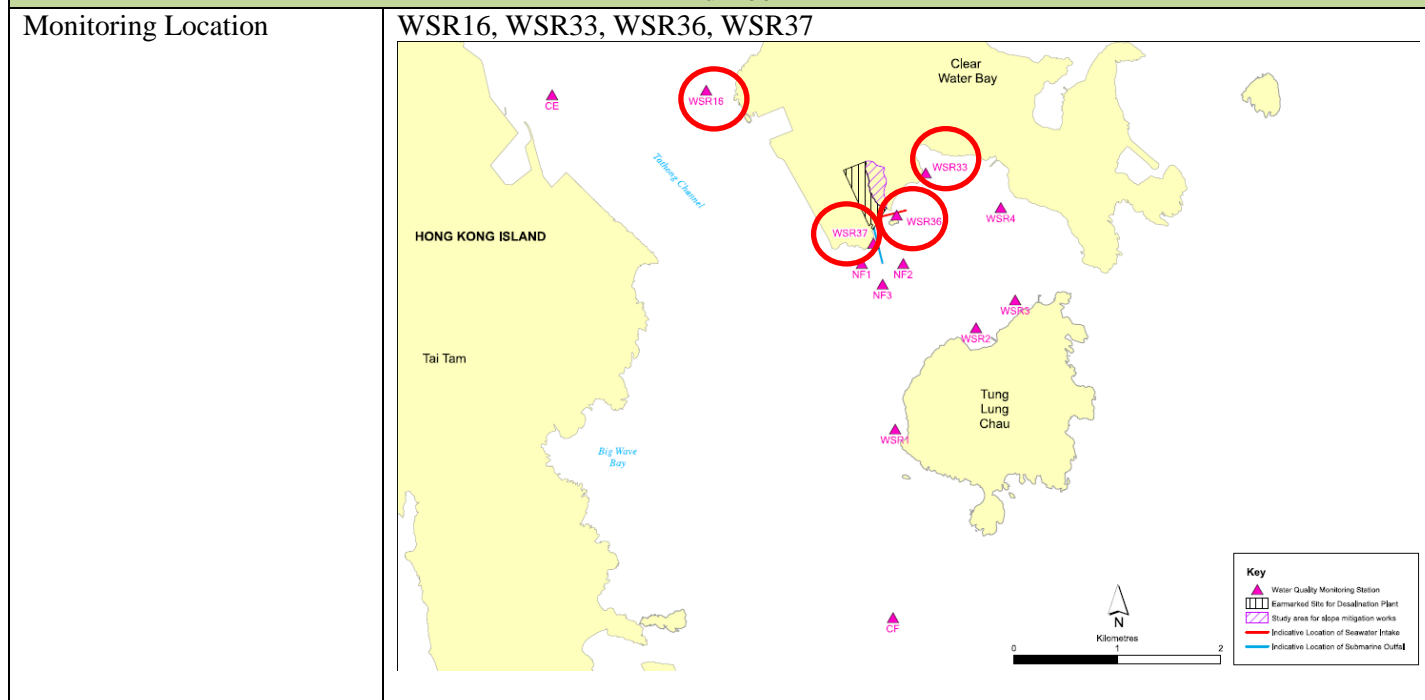 Monitoring Location
WSR16, WSR33, WSR36, WSR37
Clear
Water Bay
CE
WSR16
Tathong Channel
WSR33
WSR36
WSR4
WSR37
HONG KONG ISLAND
NF1
NF2
NF3
WSR3
WSR2
Tai Tam
Tung
Lung
Chau
WSR1
Big Wave
Bay
CF
N
Kilometres
0 1 2
Key
Water Quality Monitoring Station
Earmarked Site for Desalination Plant
Study area for slope mitigation works
Indicative Location of Seawater Intake
Indicative Location of Submarine Outfall